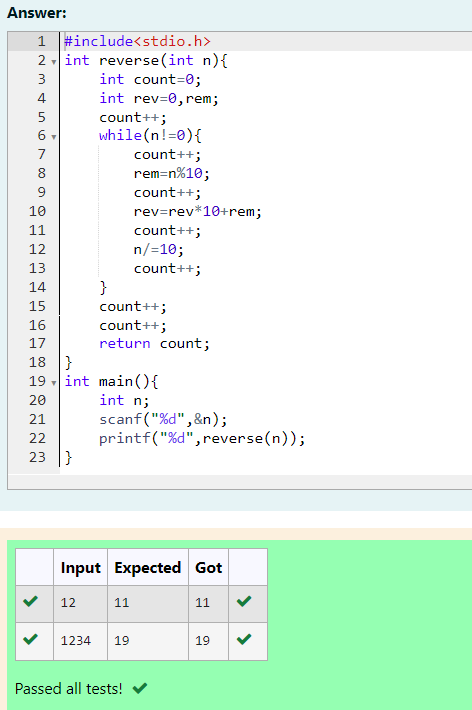 Answer:
1 #include<stdio.h>
2 int reverse(int n){
3     int count=0;
4     int rev=0,rem;
5     count++;
6     while(n!=0){
7         count++;
8         rem=n%10;
9         count++;
10         rev=rev*10+rem;
11         count++;
12         n/=10;
13         count++;
14     }
15     count++;
16     count++;
17     return count;
18 }
19 int main(){
20     int n;
21     scanf("%d",&n);
22     printf("%d",reverse(n));
23 }
Input Expected Got
12 11 11
1234 19 19
Passed all tests!